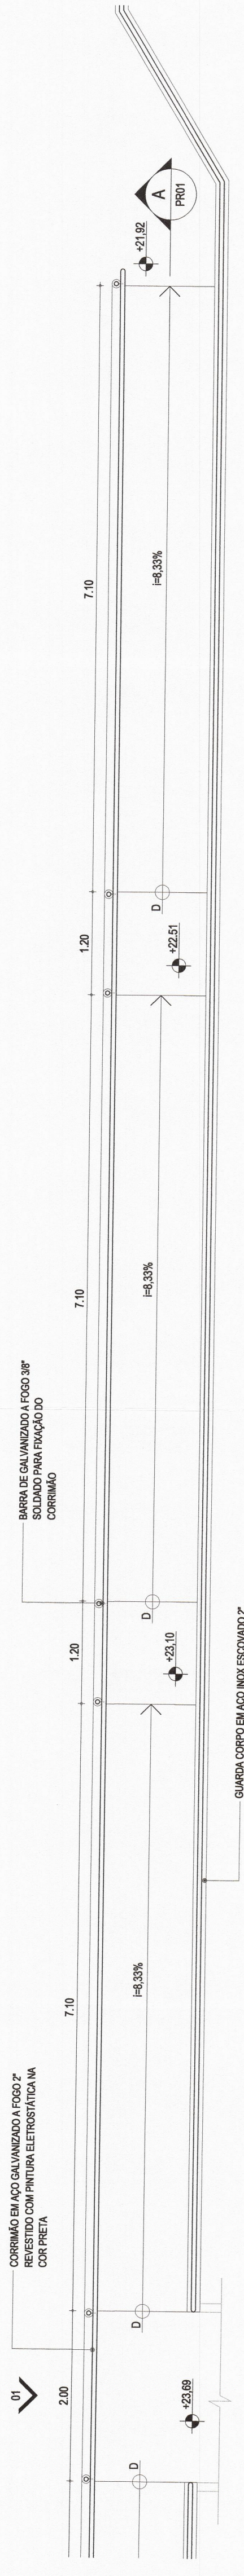 01
CORRIMÃO EM AÇO GALVANIZADO A FOGO 2"
REVESTIDO COM PINTURA ELETROSTÁTICA NA
COR PRETA
BARRA DE GALVANIZADO A FOGO 3/8"
SOLDADO PARA FIXAÇÃO DO
CORRIMÃO
2.00
7.10
1.20
7.10
1.20
7.10
D
D
i=8,33%
D
i=8,33%
D
i=8,33%
+23,69
+23,10
+22.51
+21,92
A
PR01
GUARDA CORPO EM AÇO INOX ESCOVADO 2"